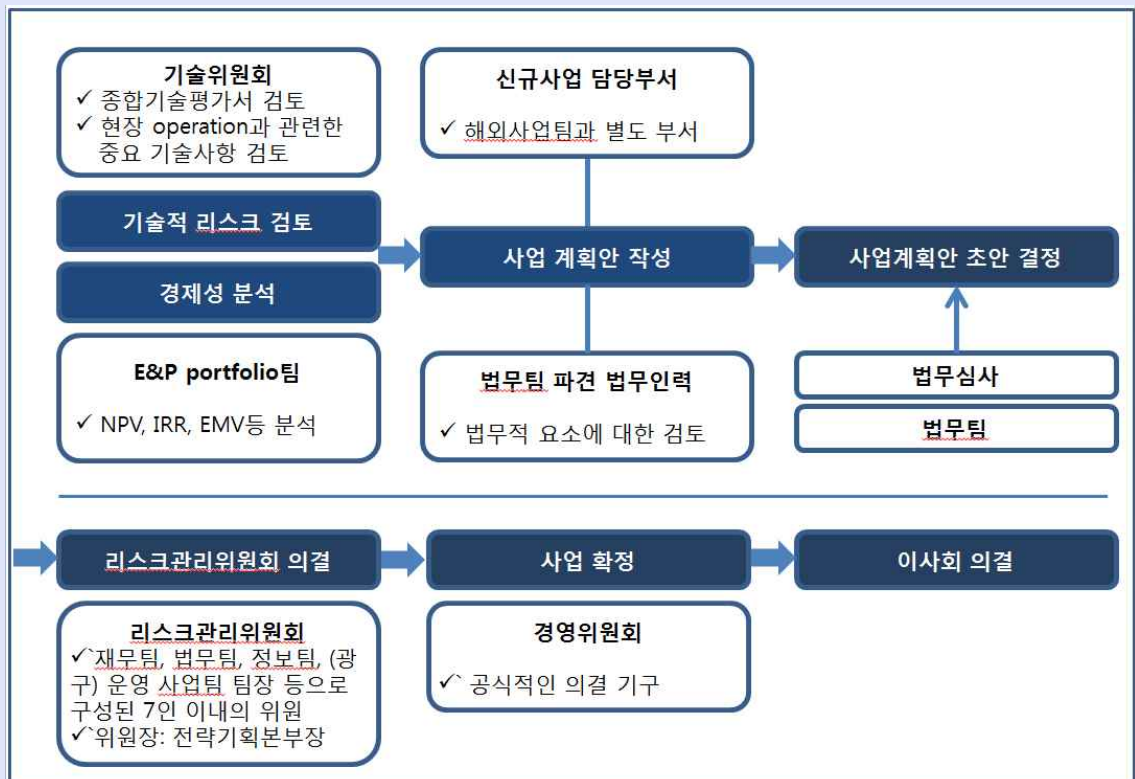 기술위원회
✓ 종합기술평가서 검토
✓ 현장 operation과 관련한
중요 기술사항 검토
기술적 리스크 검토
경제성 분석
E&P portfolio팀
✓ NPV, IRR, EMV등 분석
신규사업 담당부서
✓ 해외사업팀과 별도 부서
사업 계획안 작성
법무팀 파견 법무인력
✓ 법무적 요소에 대한 검토
사업계획안 초안 결정
법무심사
법무팀
리스크관리위원회 의결
리스크관리위원회
✓`재무팀, 법무팀, 정보팀, (광
구) 운영 사업팀 팀장 등으로
구성된 7인 이내의 위원
✓`위원장: 전략기획본부장
사업 확정
경영위원회
✓` 공식적인 의결 기구
이사회 의결